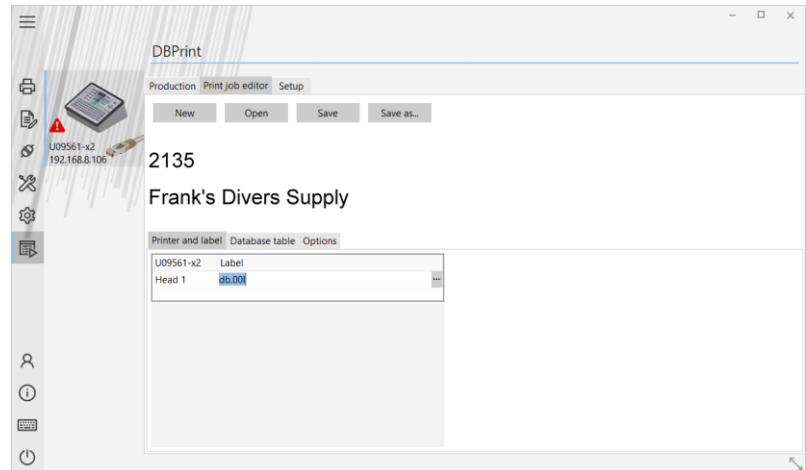 DBPrint
Production Print job editor Setup
New Open Save Save as...
U09561-x2
192.168.8.106
2135
Frank's Divers Supply
Printer and label Database table Options
U09561-x2 Label
Head 1 db.00l ...